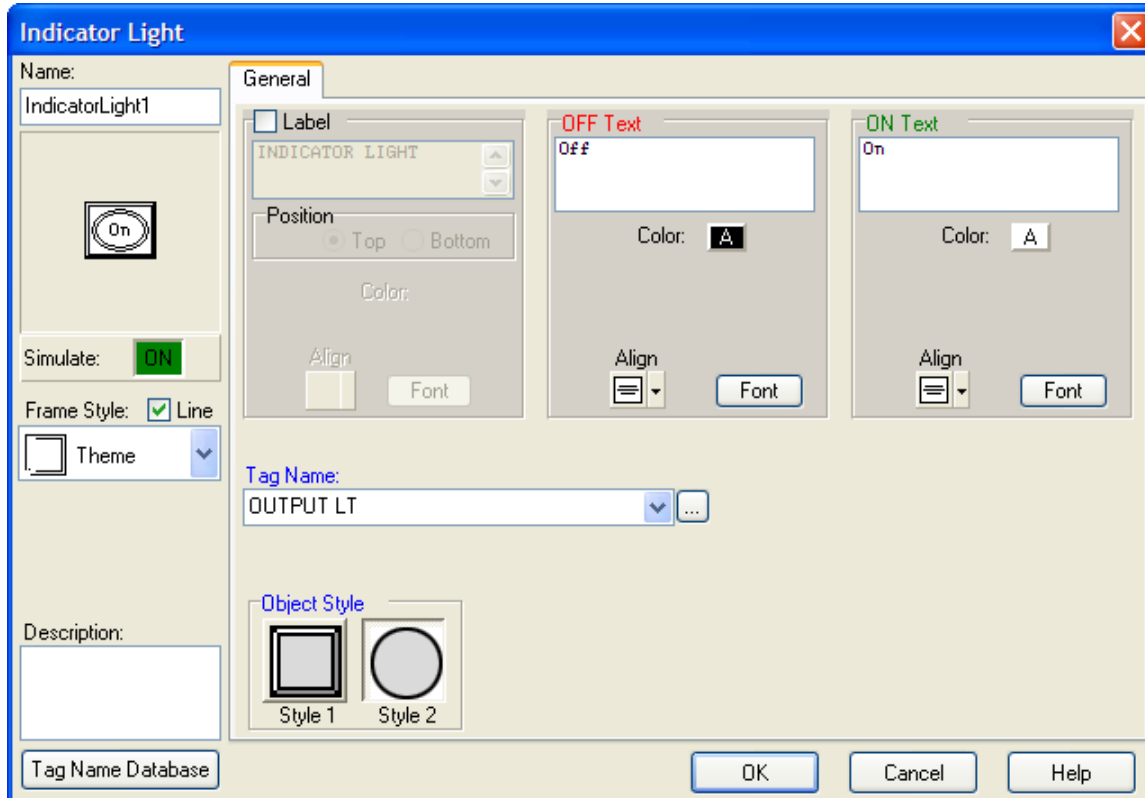 Indicator Light
Name:
IndicatorLight1
On
Simulate: ON
Frame Style: Line
Theme
Description:
Tag Name Database
General
Label
INDICATOR LIGHT
Position
Top Bottom
Color:
Align
Font
OFF Text
Off
Color: A
Align
Font
ON Text
On
Color: A
Align
Font
Tag Name:
OUTPUT LT
...
Object Style
Style 1 Style 2
OK Cancel Help